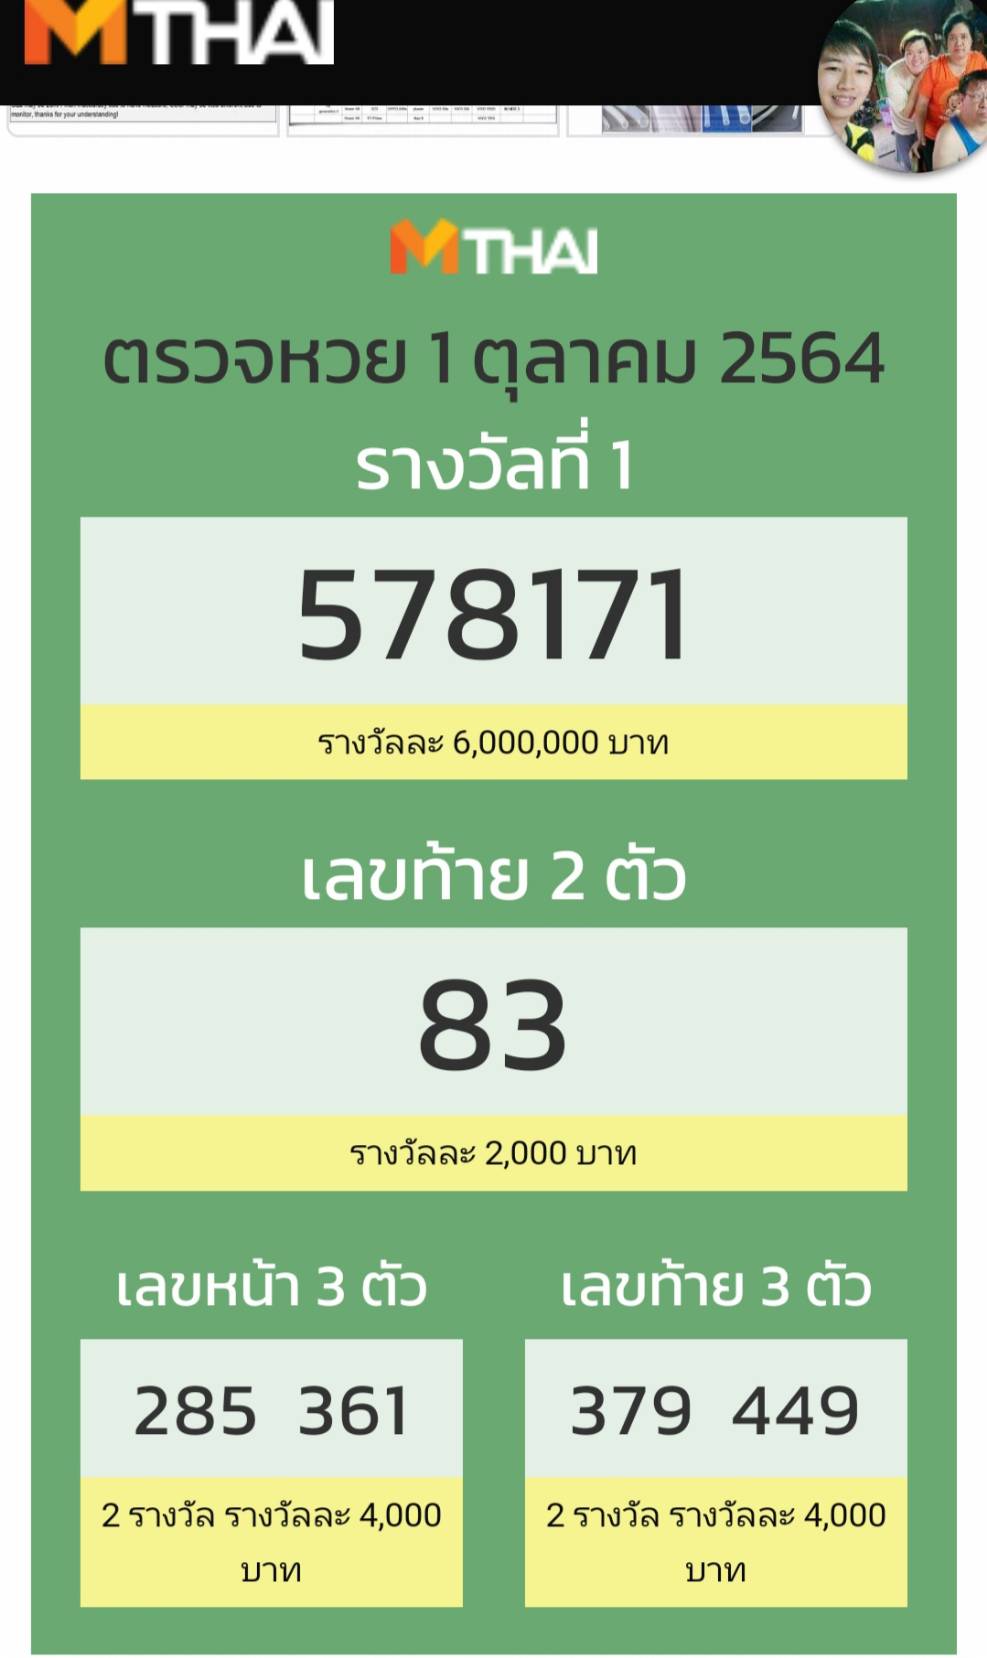 MTHAI
monitor, thanks for your understanding!
MTHAI
ตรวจหวย 1 ตุลาคม 2564
รางวัลที่ 1
578171
รางวัลละ 6,000,000 บาท
เลขท้าย 2 ตัว
83
รางวัลละ 2,000 บาท
เลขหน้า 3 ตัว
285 361
2 รางวัล รางวัลละ 4,000
บาท
เลขท้าย 3 ตัว
379 449
2 รางวัล รางวัลละ 4,000
บาท